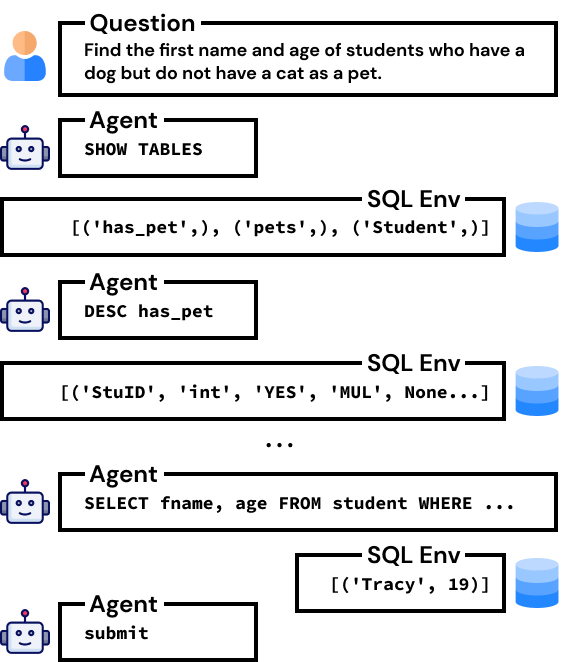 Question
Find the first name and age of students who have a
dog but do not have a cat as a pet.
Agent
SHOW TABLES
SQL Env
[('has_pet',), ('pets',), ('Student',)]
Agent
DESC has_pet
SQL Env
[('StuID', 'int', 'YES', 'MUL', None...)]
...
Agent
SELECT fname, age FROM student WHERE ...
SQL Env
[('Tracy', 19)]
Agent
submit